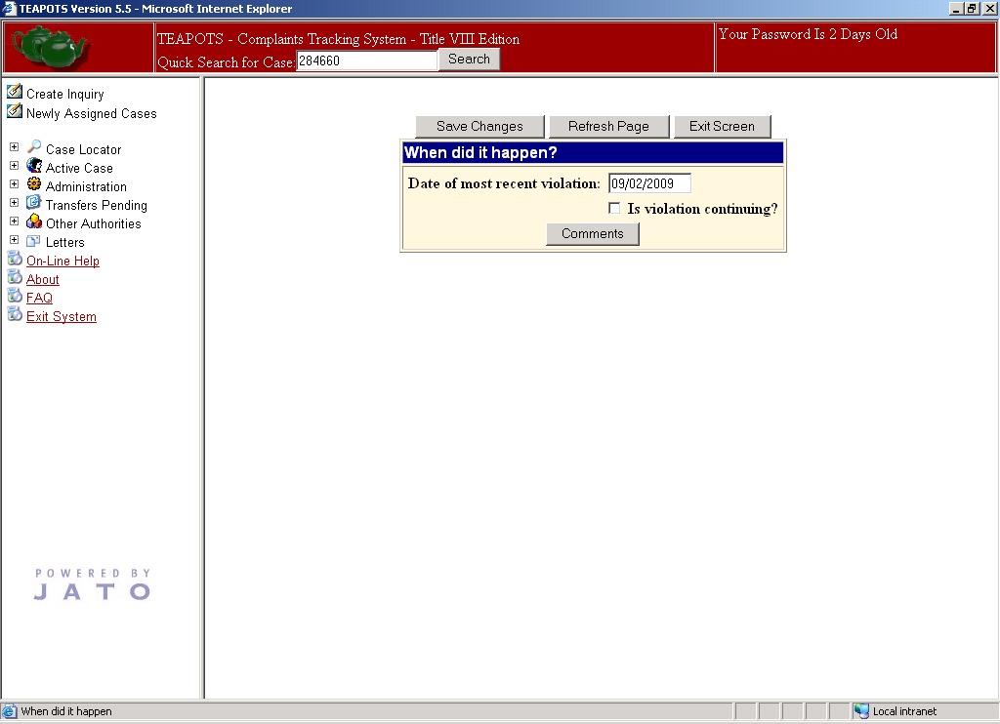 TEAPOTS Version 5.5 - Microsoft Internet Explorer
TEAPOTS - Complaints Tracking System - Title VIII Edition
Your Password Is 2 Days Old
Quick Search for Case: 284660 Search
Create Inquiry
Newly Assigned Cases
Case Locator
Active Case
Administration
Transfers Pending
Other Authorities
Letters
On-Line Help
About
FAQ
Exit System
POWERED BY
JATO
Save Changes Refresh Page Exit Screen
When did it happen?
Date of most recent violation: 09/02/2009
Is violation continuing?
Comments
When did it happen
Local intranet